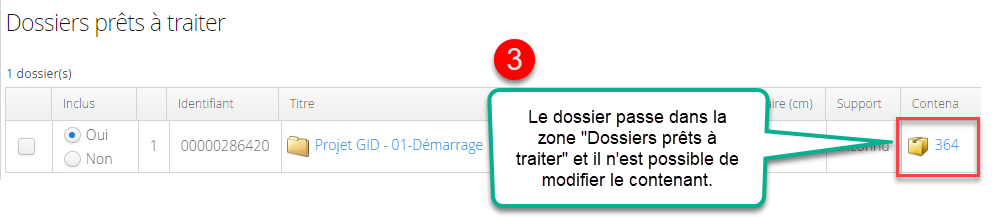 Dossiers prêts à traiter
3
1 dossier(s)
Inclus Identifiant Titre aire (cm) Support Contena
Oui
Non
1 00000286420 Projet GID - 01-Démarrage 364
Le dossier passe dans la
zone "Dossiers prêts à
traiter" et il n'est possible de
modifier le contenant.